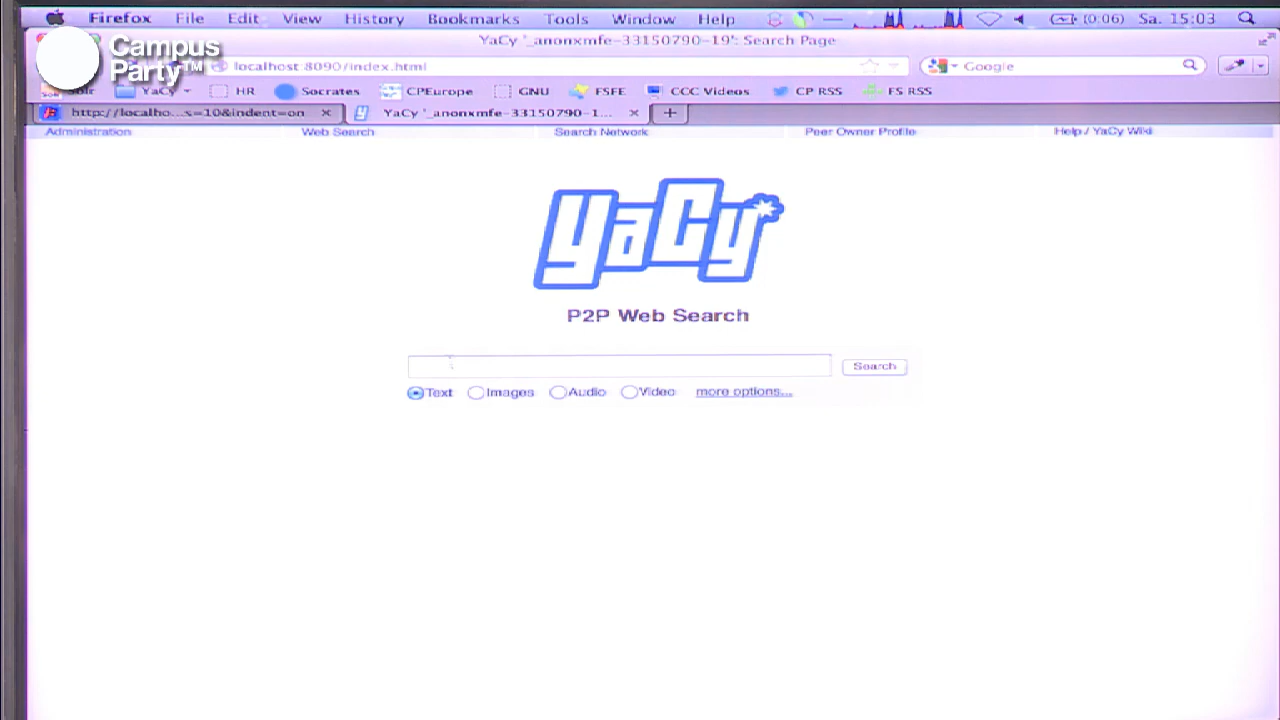 Firefox File Edit View History Bookmarks Tools Window Help (0:06) Sa. 15:03
YaCy '_anonxmfe-33150790-19': Search Page
Campus
Party™
localhost:8090/index.html
Google
Solr YaCy HR Socrates CPEurope GNU FSFE CCC Videos CP RSS FS RSS
http://localho...s=10&indent=on YaCy '_anonxmfe-33150790-1...
Administration Web Search Search Network Peer Owner Profile Help / YaCy Wiki
YaCy
P2P Web Search
Search
Text Images Audio Video more options...